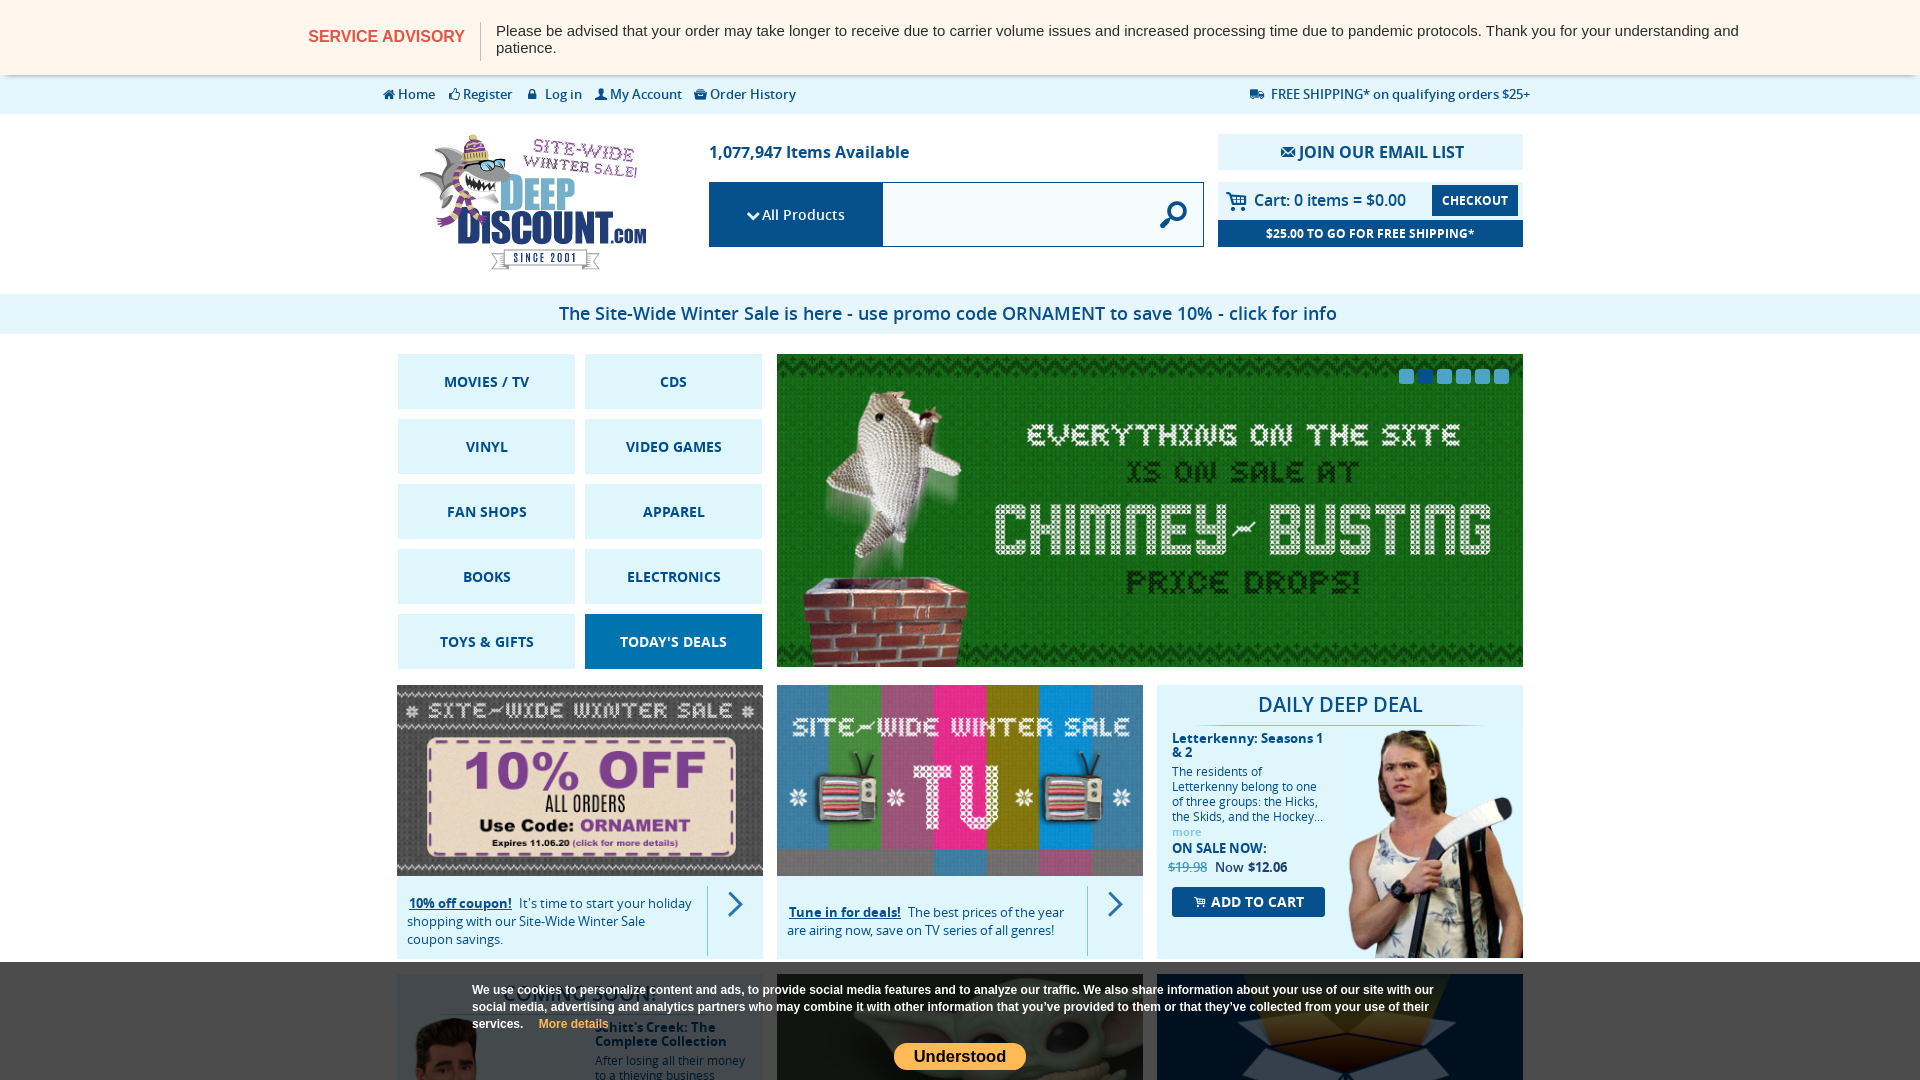 SERVICE ADVISORY
Please be advised that your order may take longer to receive due to carrier volume issues and increased processing time due to pandemic protocols. Thank you for your understanding and
patience.
Home Register Log in My Account Order History
FREE SHIPPING* on qualifying orders $25+
SITE-WIDE
WINTER SALE!
DEEP
DISCOUNT.COM
SINCE 2001
1,077,947 Items Available
All Products
JOIN OUR EMAIL LIST
Cart: 0 items = $0.00
CHECKOUT
$25.00 TO GO FOR FREE SHIPPING*
The Site-Wide Winter Sale is here - use promo code ORNAMENT to save 10% - click for info
MOVIES / TV
CDS
VINYL
VIDEO GAMES
FAN SHOPS
APPAREL
BOOKS
ELECTRONICS
TOYS & GIFTS
TODAY'S DEALS
EVERYTHING ON THE SITE
IS ON SALE AT
CHIMNEY-BUSTING
PRICE DROPS!
SITE-WIDE WINTER SALE
10% OFF
ALL ORDERS
Use Code: ORNAMENT
Expires 11.06.20 (click for more details)
10% off coupon! It's time to start your holiday
shopping with our Site-Wide Winter Sale
coupon savings.
SITE-WIDE WINTER SALE
TV
Tune in for deals! The best prices of the year
are airing now, save on TV series of all genres!
DAILY DEEP DEAL
Letterkenny: Seasons 1
& 2
The residents of
Letterkenny belong to one
of three groups: the Hicks,
the Skids, and the Hockey...
more
ON SALE NOW:
$19.98 Now $12.06
ADD TO CART
COMING SOON!
Schitt's Creek: The
Complete Collection
After losing all their money
to a thieving business
We use cookies to personalize content and ads, to provide social media features and to analyze our traffic. We also share information about your use of our site with our
social media, advertising and analytics partners who may combine it with other information that you've provided to them or that they've collected from your use of their
services. More details
Understood